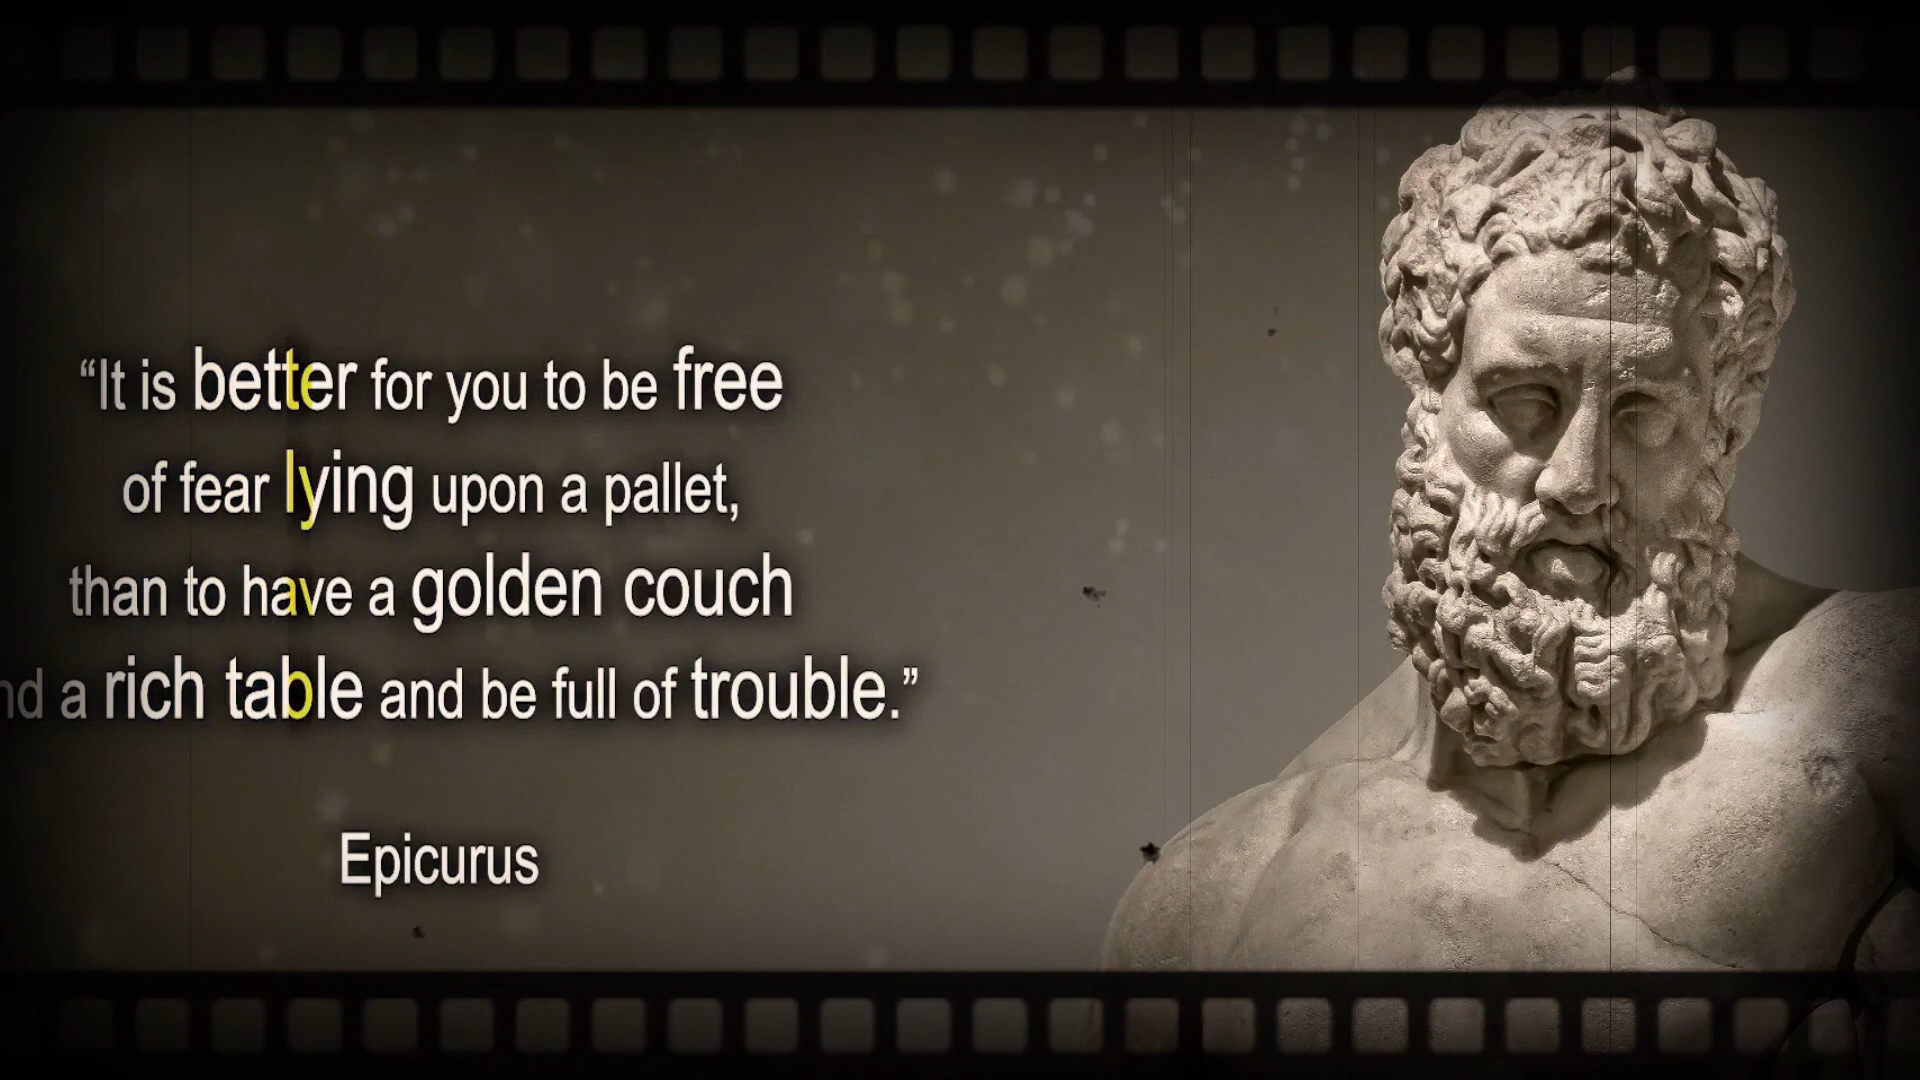 “It is better for you to be free
of fear lying upon a pallet,
than to have a golden couch
nd a rich table and be full of trouble.”
Epicurus